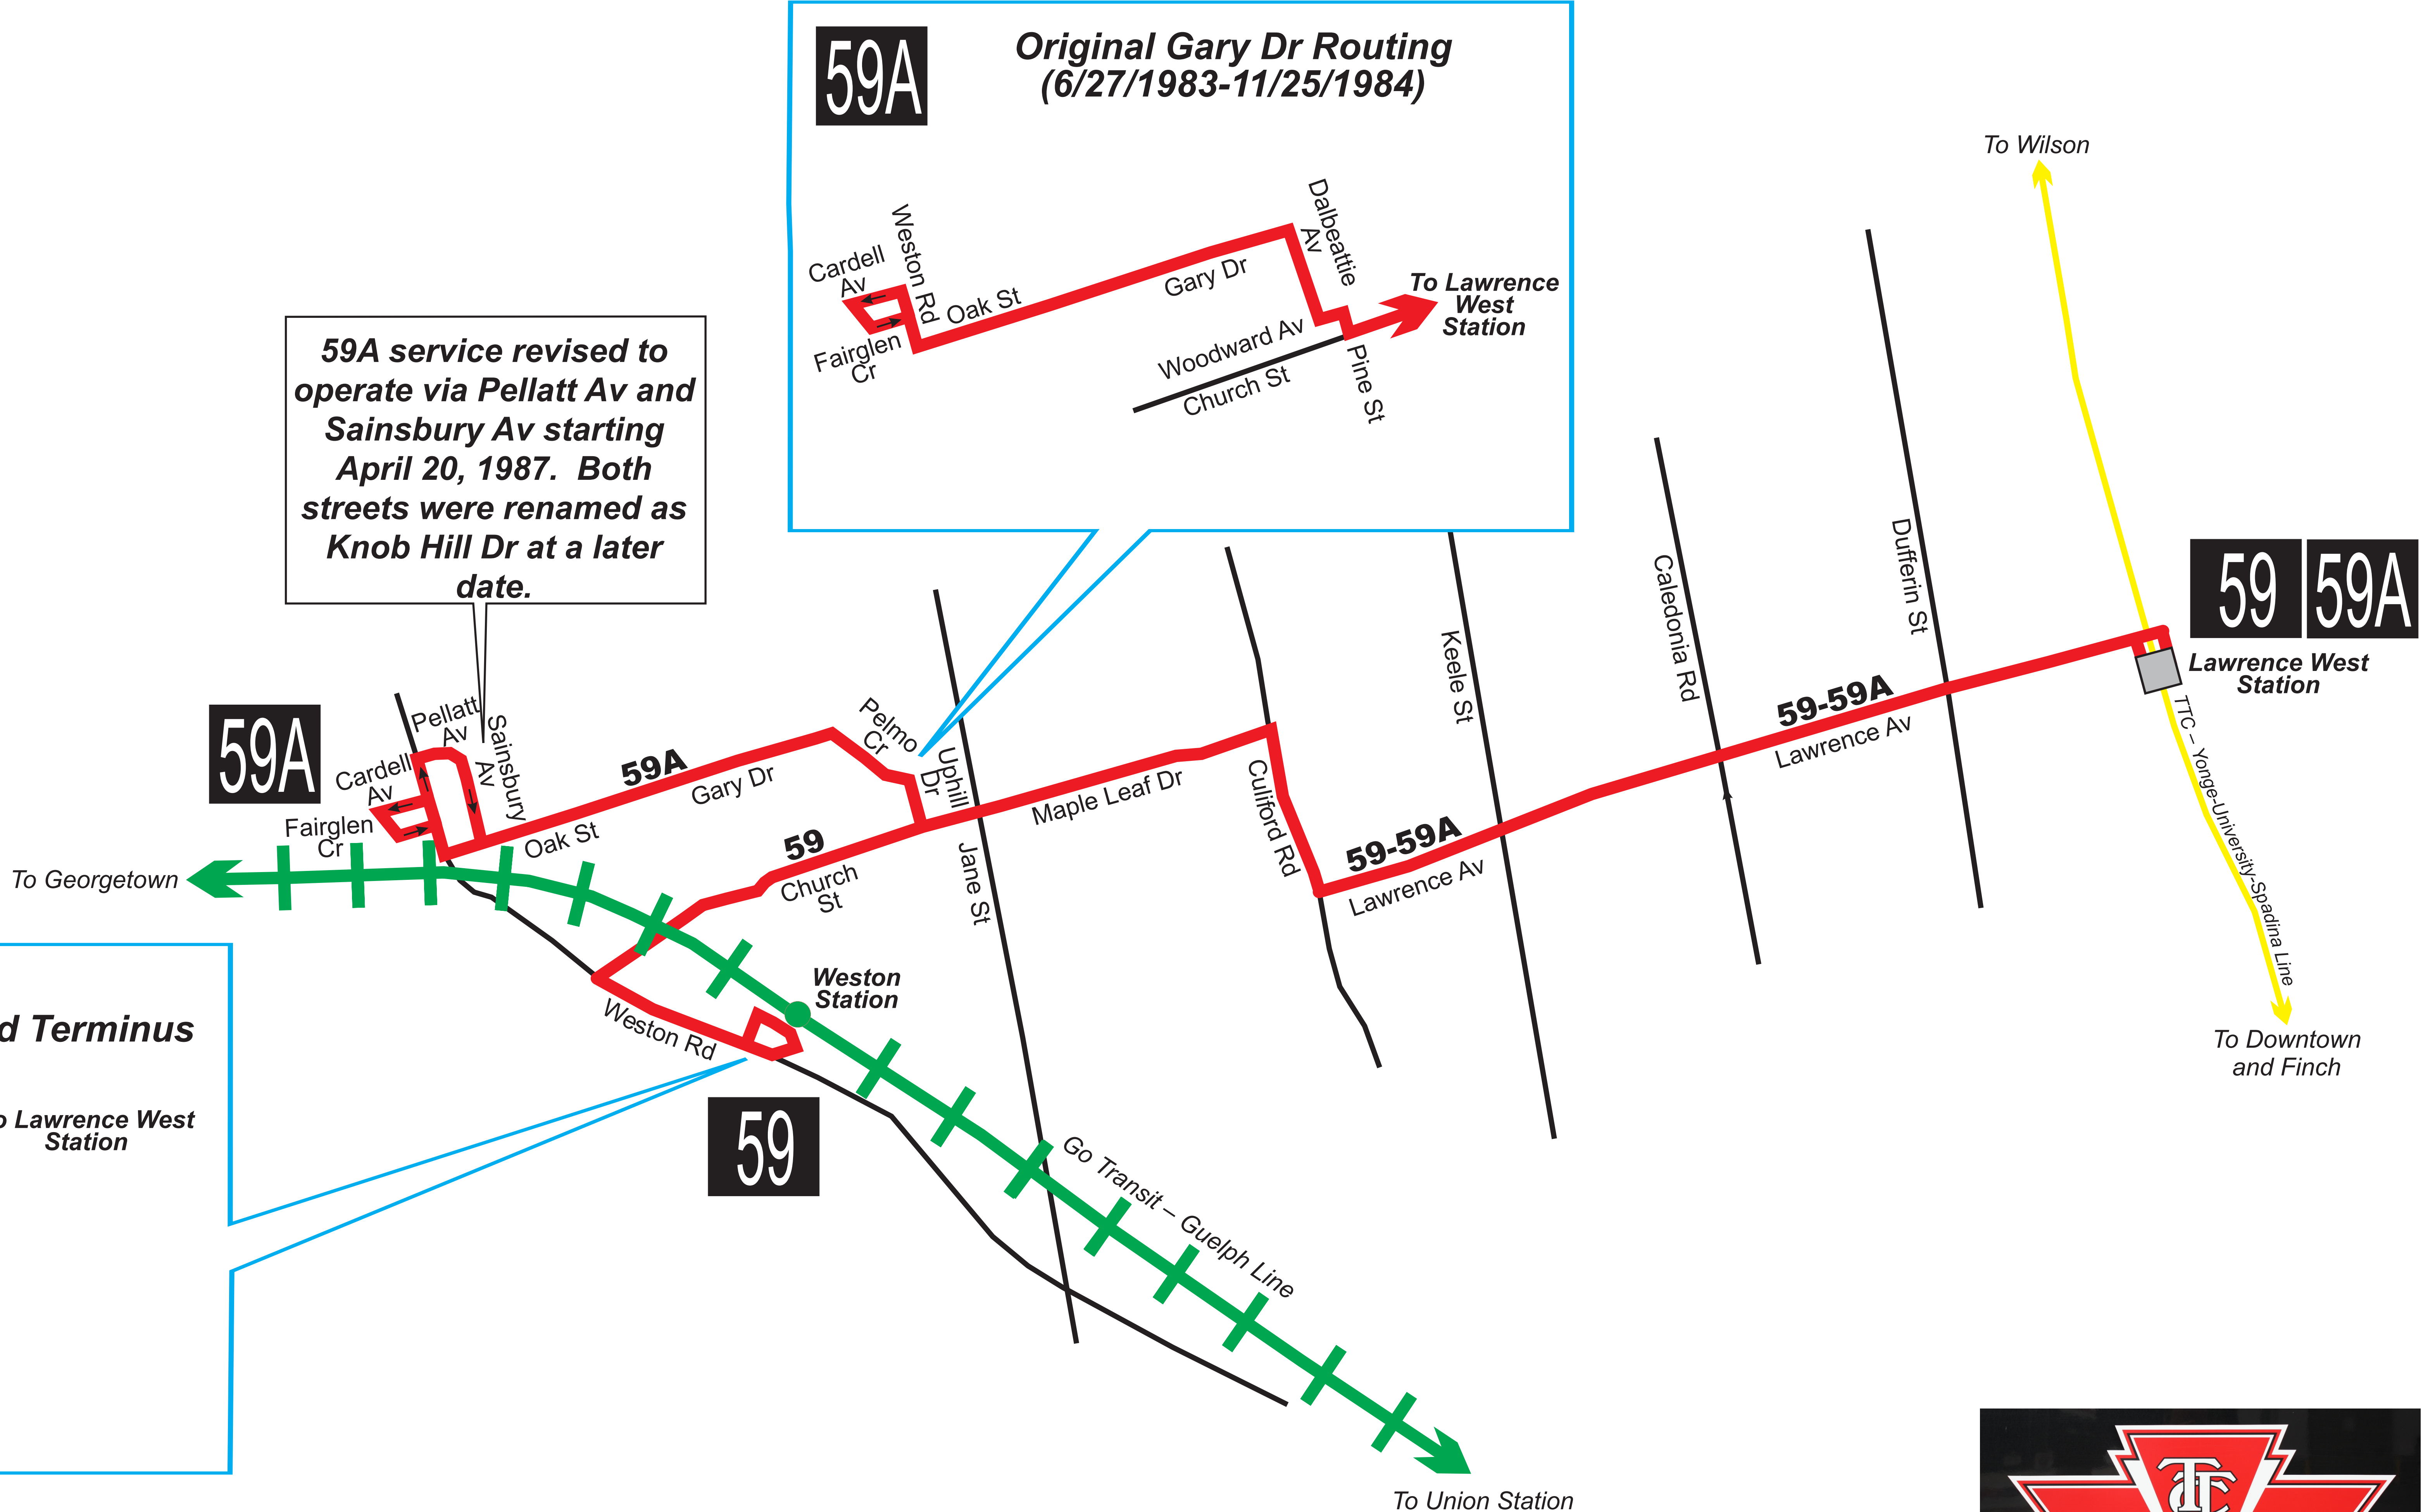 59A
Original Gary Dr Routing
(6/27/1983-11/25/1984)
Cardell
Av
Weston Rd
Fairglen
Cr
Oak St
Gary Dr
Dalbeattie
Av
Woodward Av
Church St
Pine St
To Lawrence
West
Station
59A service revised to
operate via Pellatt Av and
Sainsbury Av starting
April 20, 1987.  Both
streets were renamed as
Knob Hill Dr at a later
date.
To Wilson
59
59A
Lawrence West
Station
TTC – Yonge-University-Spadina Line
To Downtown
and Finch
59A
Pellatt
Av
Sainsbury
Av
Cardell
Av
Fairglen
Cr
Oak St
59A
Gary Dr
Pelmo
Cr
Uphill
Dr
59
Church
St
Jane St
Maple Leaf Dr
Culiford Rd
Keele St
Caledonia Rd
Dufferin St
59-59A
Lawrence Av
59-59A
Lawrence Av
To Georgetown
Weston
Station
Weston Rd
59
Go Transit – Guelph Line
To Union Station
d Terminus
o Lawrence West
Station
TTC